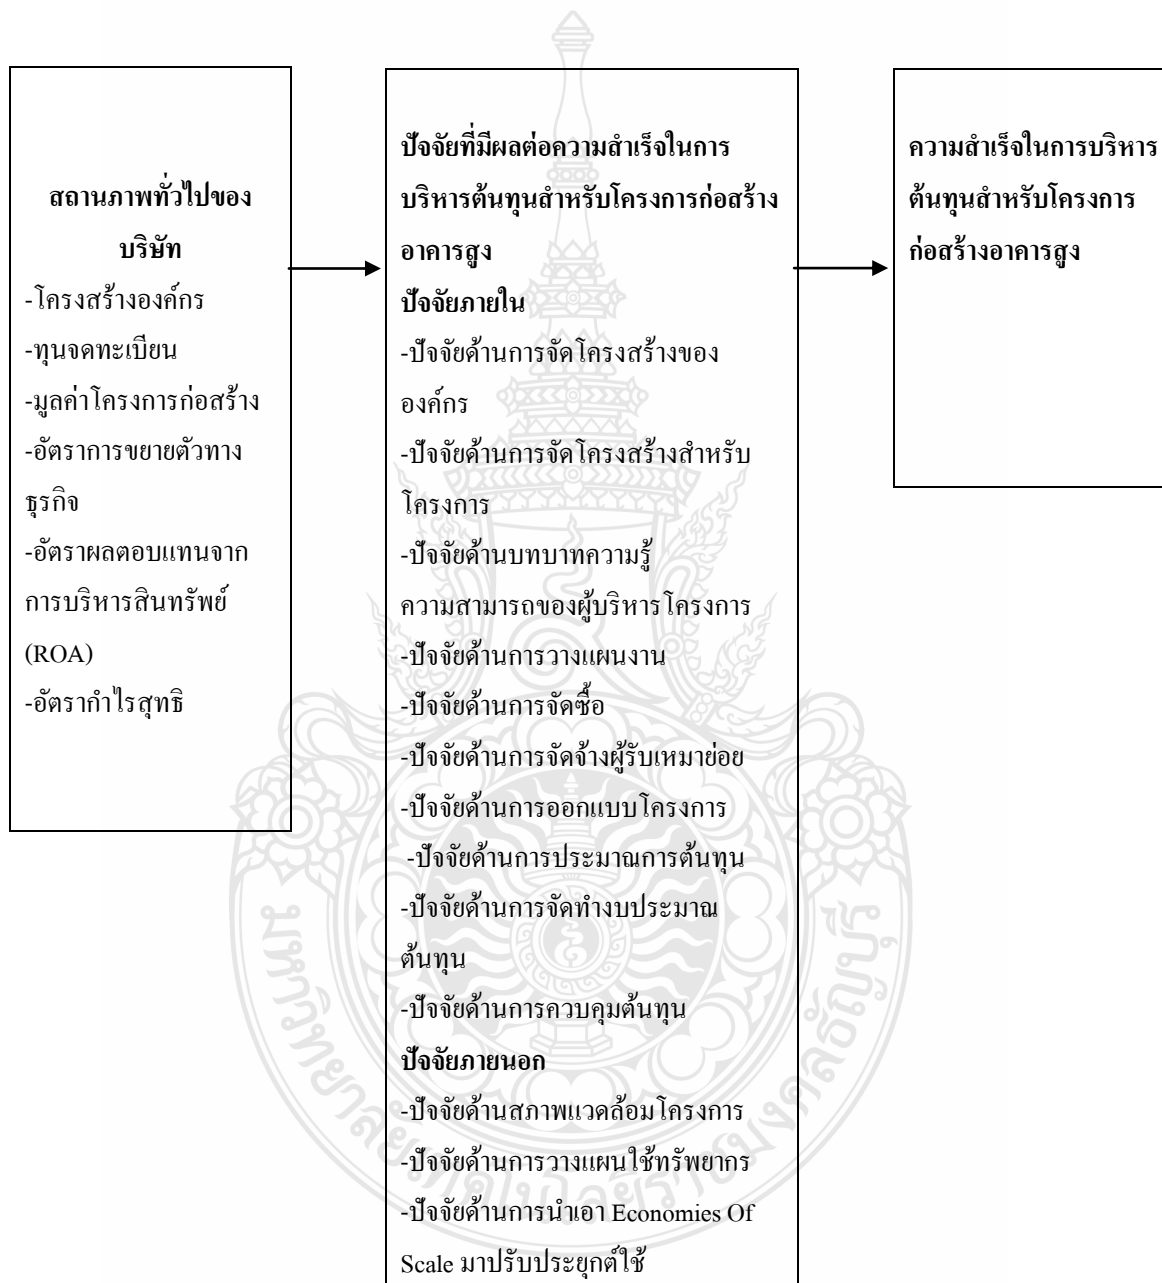 สถานภาพทั่วไปของ
บริษัท
-โครงสร้างองค์กร
-ทุนจดทะเบียน
-มูลค่าโครงการก่อสร้าง
-อัตราการขยายตัวทาง
ธุรกิจ
-อัตราผลตอบแทนจาก
การบริหารสินทรัพย์
(ROA)
-อัตรากำไรสุทธิ
ปัจจัยที่มีผลต่อความสำเร็จในการ
บริหารต้นทุนสำหรับโครงการก่อสร้าง
อาคารสูง
ปัจจัยภายใน
-ปัจจัยด้านการจัดโครงสร้างของ
องค์กร
-ปัจจัยด้านการจัดโครงสร้างสำหรับ
โครงการ
-ปัจจัยด้านบทบาทความรู้
ความสามารถของผู้บริหารโครงการ
-ปัจจัยด้านการวางแผนงาน
-ปัจจัยด้านการจัดซื้อ
-ปัจจัยด้านการจัดจ้างผู้รับเหมาย่อย
-ปัจจัยด้านการออกแบบโครงการ
-ปัจจัยด้านการประมาณการต้นทุน
-ปัจจัยด้านการจัดทำงบประมาณ
ต้นทุน
-ปัจจัยด้านการควบคุมต้นทุน
ปัจจัยภายนอก
-ปัจจัยด้านสภาพแวดล้อมโครงการ
-ปัจจัยด้านการวางแผนใช้ทรัพยากร
-ปัจจัยด้านการนำเอา Economies Of
Scale มาปรับประยุกต์ใช้
ความสำเร็จในการบริหาร
ต้นทุนสำหรับโครงการ
ก่อสร้างอาคารสูง
มหาวิทยาลัยเทคโนโลยีราชมงคลธัญบุรี